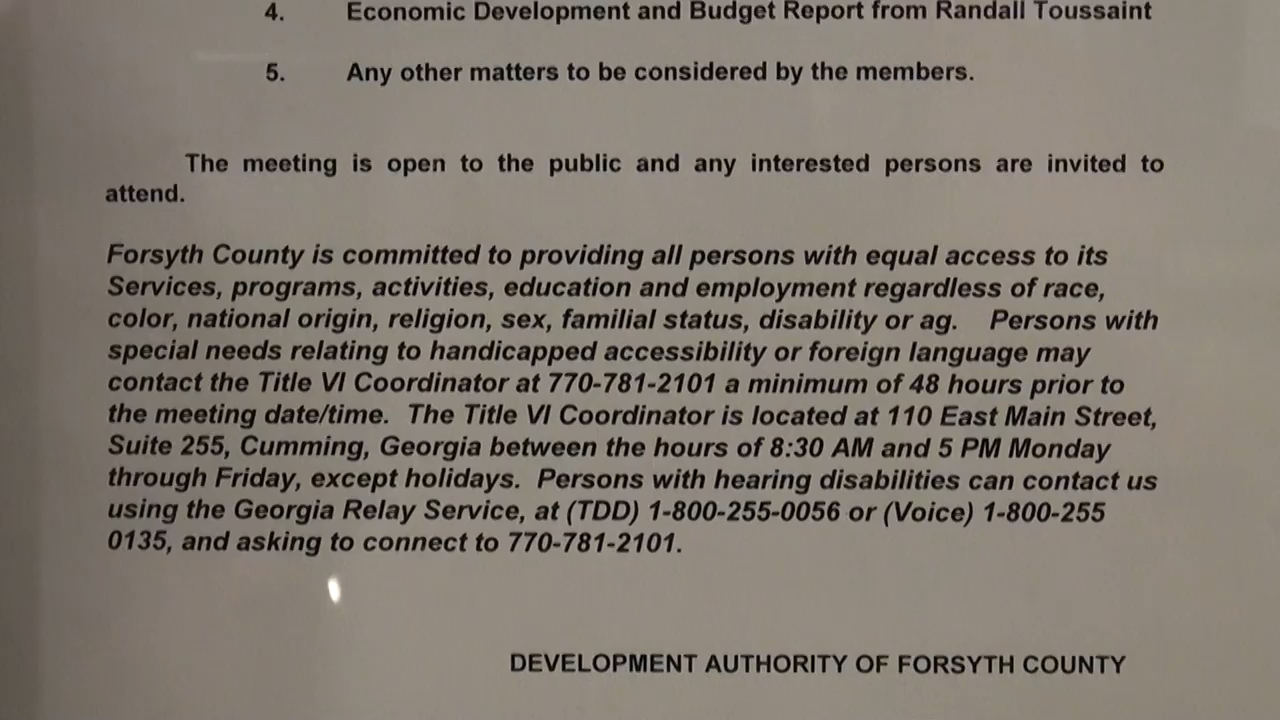 4. Economic Development and Budget Report from Randall Toussaint
5. Any other matters to be considered by the members.
The meeting is open to the public and any interested persons are invited to
attend.
Forsyth County is committed to providing all persons with equal access to its
Services, programs, activities, education and employment regardless of race,
color, national origin, religion, sex, familial status, disability or ag. Persons with
special needs relating to handicapped accessibility or foreign language may
contact the Title VI Coordinator at 770-781-2101 a minimum of 48 hours prior to
the meeting date/time. The Title VI Coordinator is located at 110 East Main Street,
Suite 255, Cumming, Georgia between the hours of 8:30 AM and 5 PM Monday
through Friday, except holidays. Persons with hearing disabilities can contact us
using the Georgia Relay Service, at (TDD) 1-800-255-0056 or (Voice) 1-800-255
0135, and asking to connect to 770-781-2101.
DEVELOPMENT AUTHORITY OF FORSYTH COUNTY